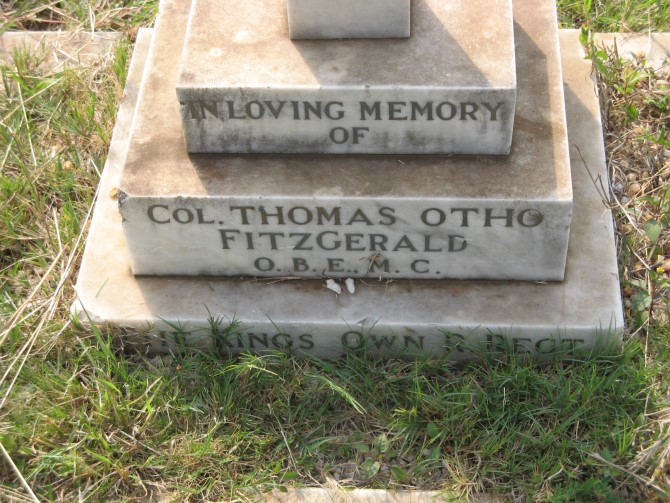 IN LOVING MEMORY
OF
COL. THOMAS OTHO
FITZGERALD
O. B. E., M. C.
KINGS OWN R. REGT